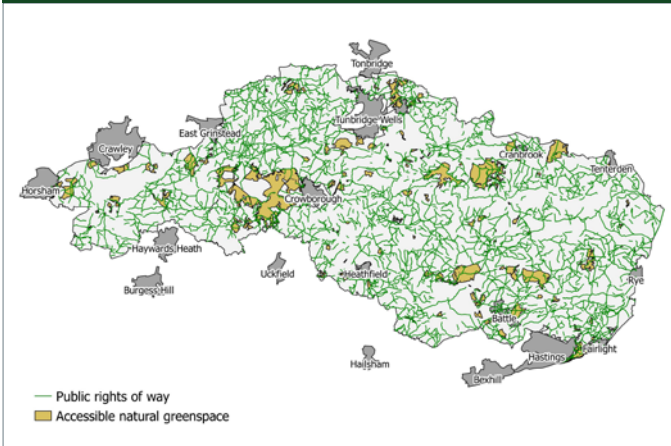 Tonbridge
Tunbridge Wells
East Grinstead
Crawley
Cranbrook
Tenterden
Horsham
Crowborough
Haywards Heath
Uckfield
Heathfield
Rye
Burgess Hill
Battle
Fairlight
Hastings
Hailsham
Bexhill
Public rights of way
Accessible natural greenspace